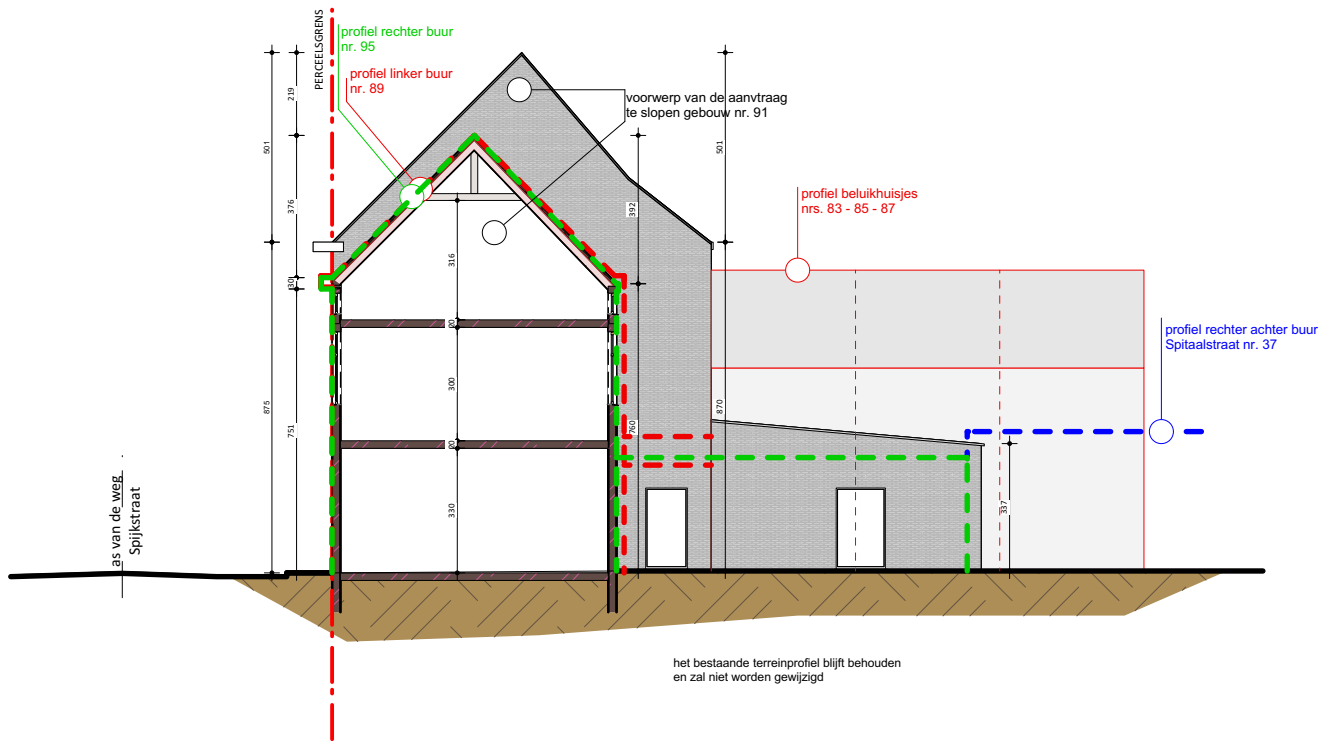 PERCEELSGRENS
profiel rechter buur
nr. 95
profiel linker buur
nr. 89
voorwerp van de aanvtraag
te slopen gebouw nr. 91
profiel beluikhuisjes
nrs. 83 - 85 - 87
profiel rechter achter buur
Spitaalstraat nr. 37
as van de weg
Spijkstraat
219
601
376
30
875
751
316
20
300
20
330
392
760
501
870
337
het bestaande terreinprofiel blijft behouden
en zal niet worden gewijzigd